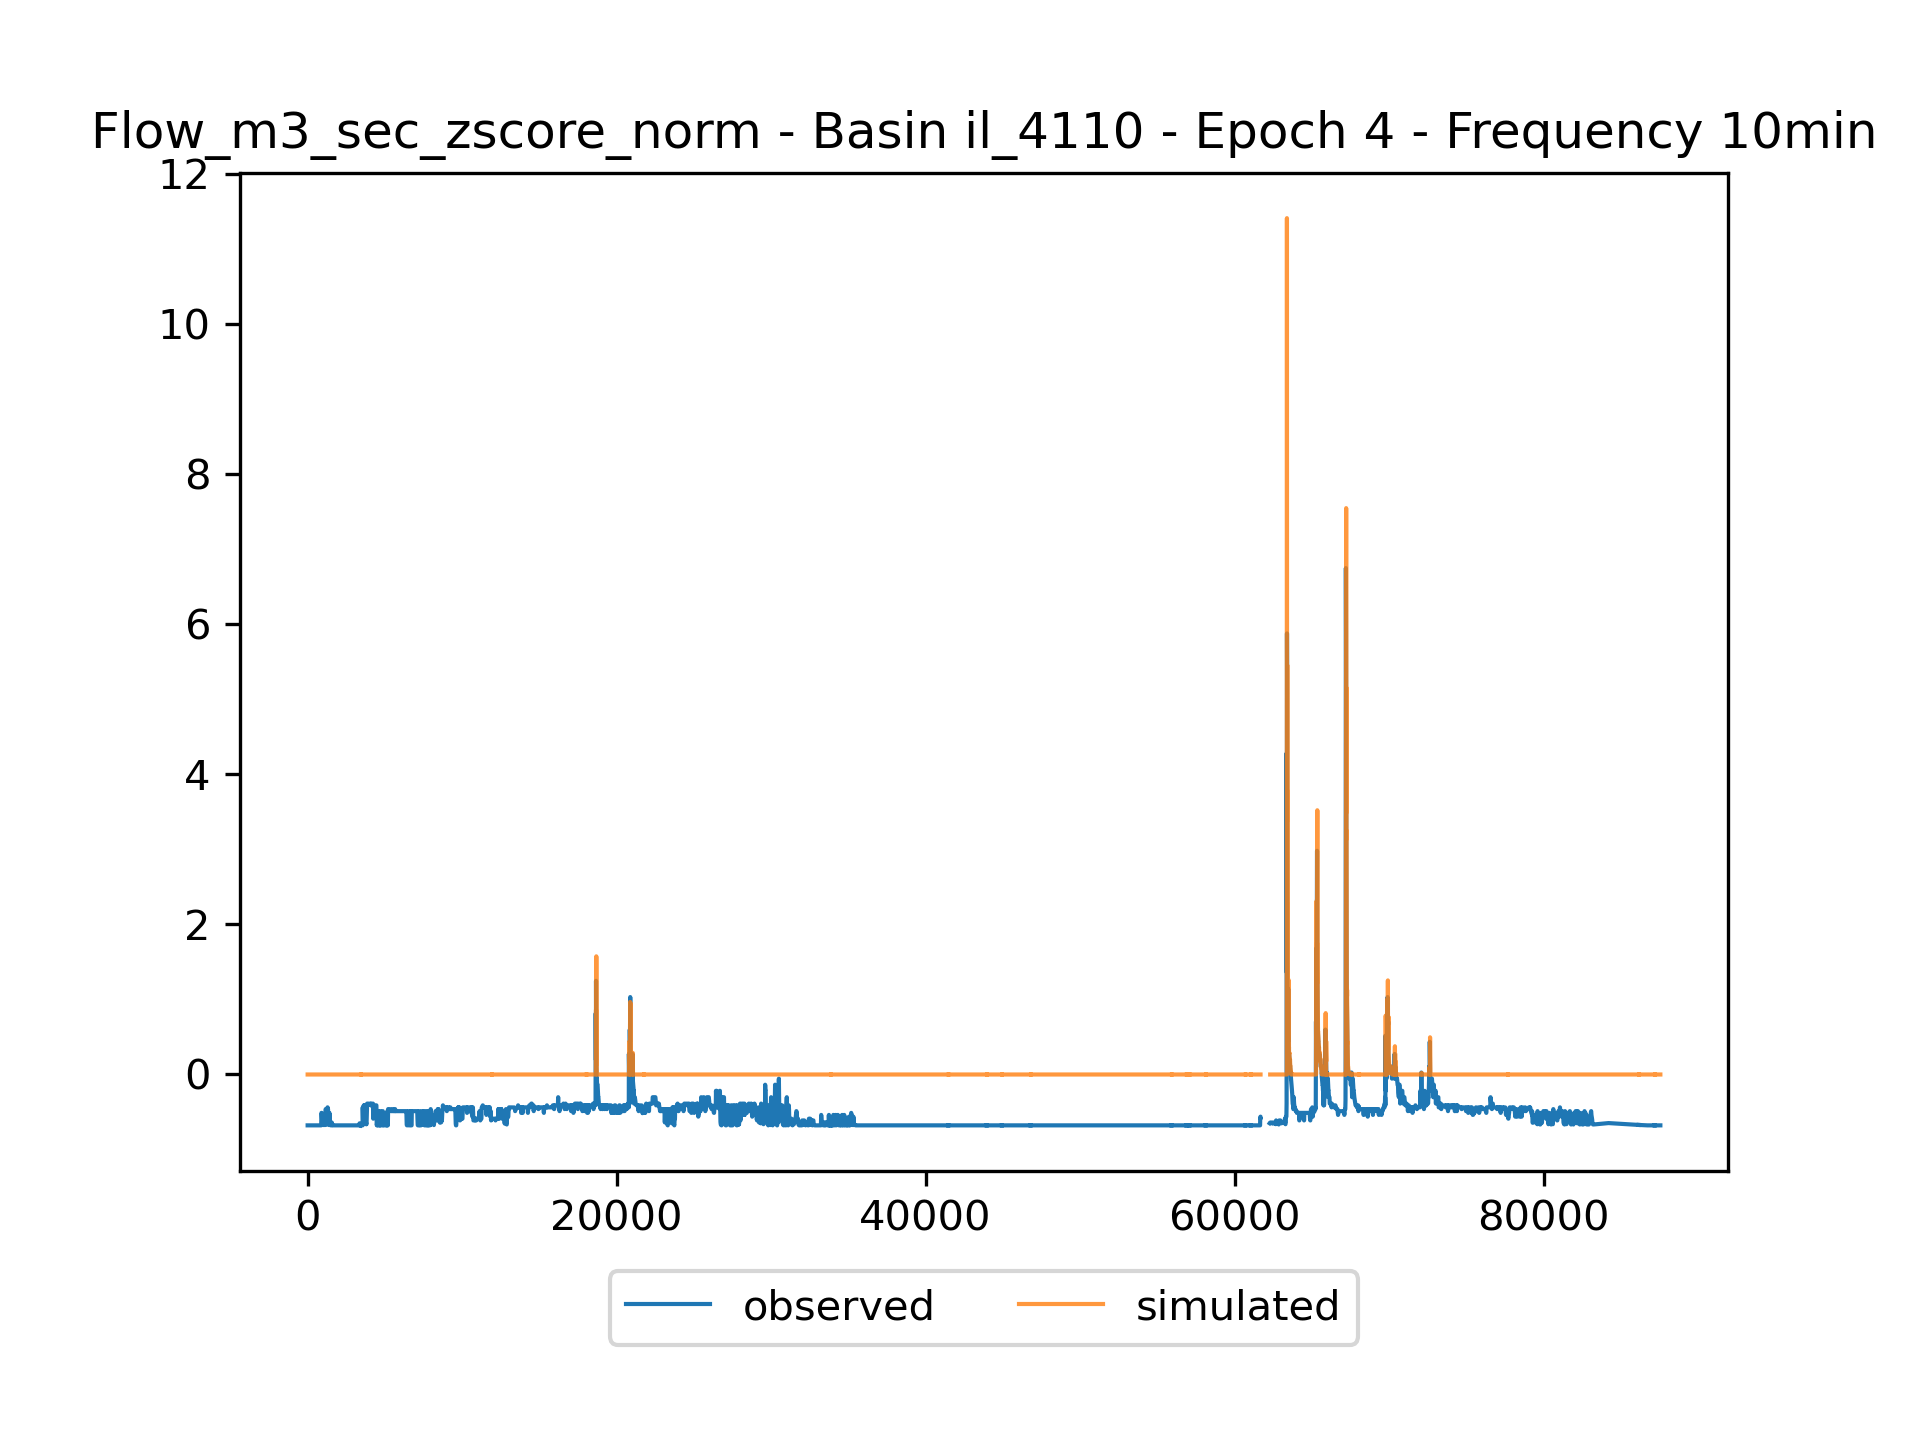 Flow_m3_sec_zscore_norm - Basin il_4110 - Epoch 4 - Frequency 10min
12
10
8
6
4
2
0
0 20000 40000 60000 80000
observed simulated